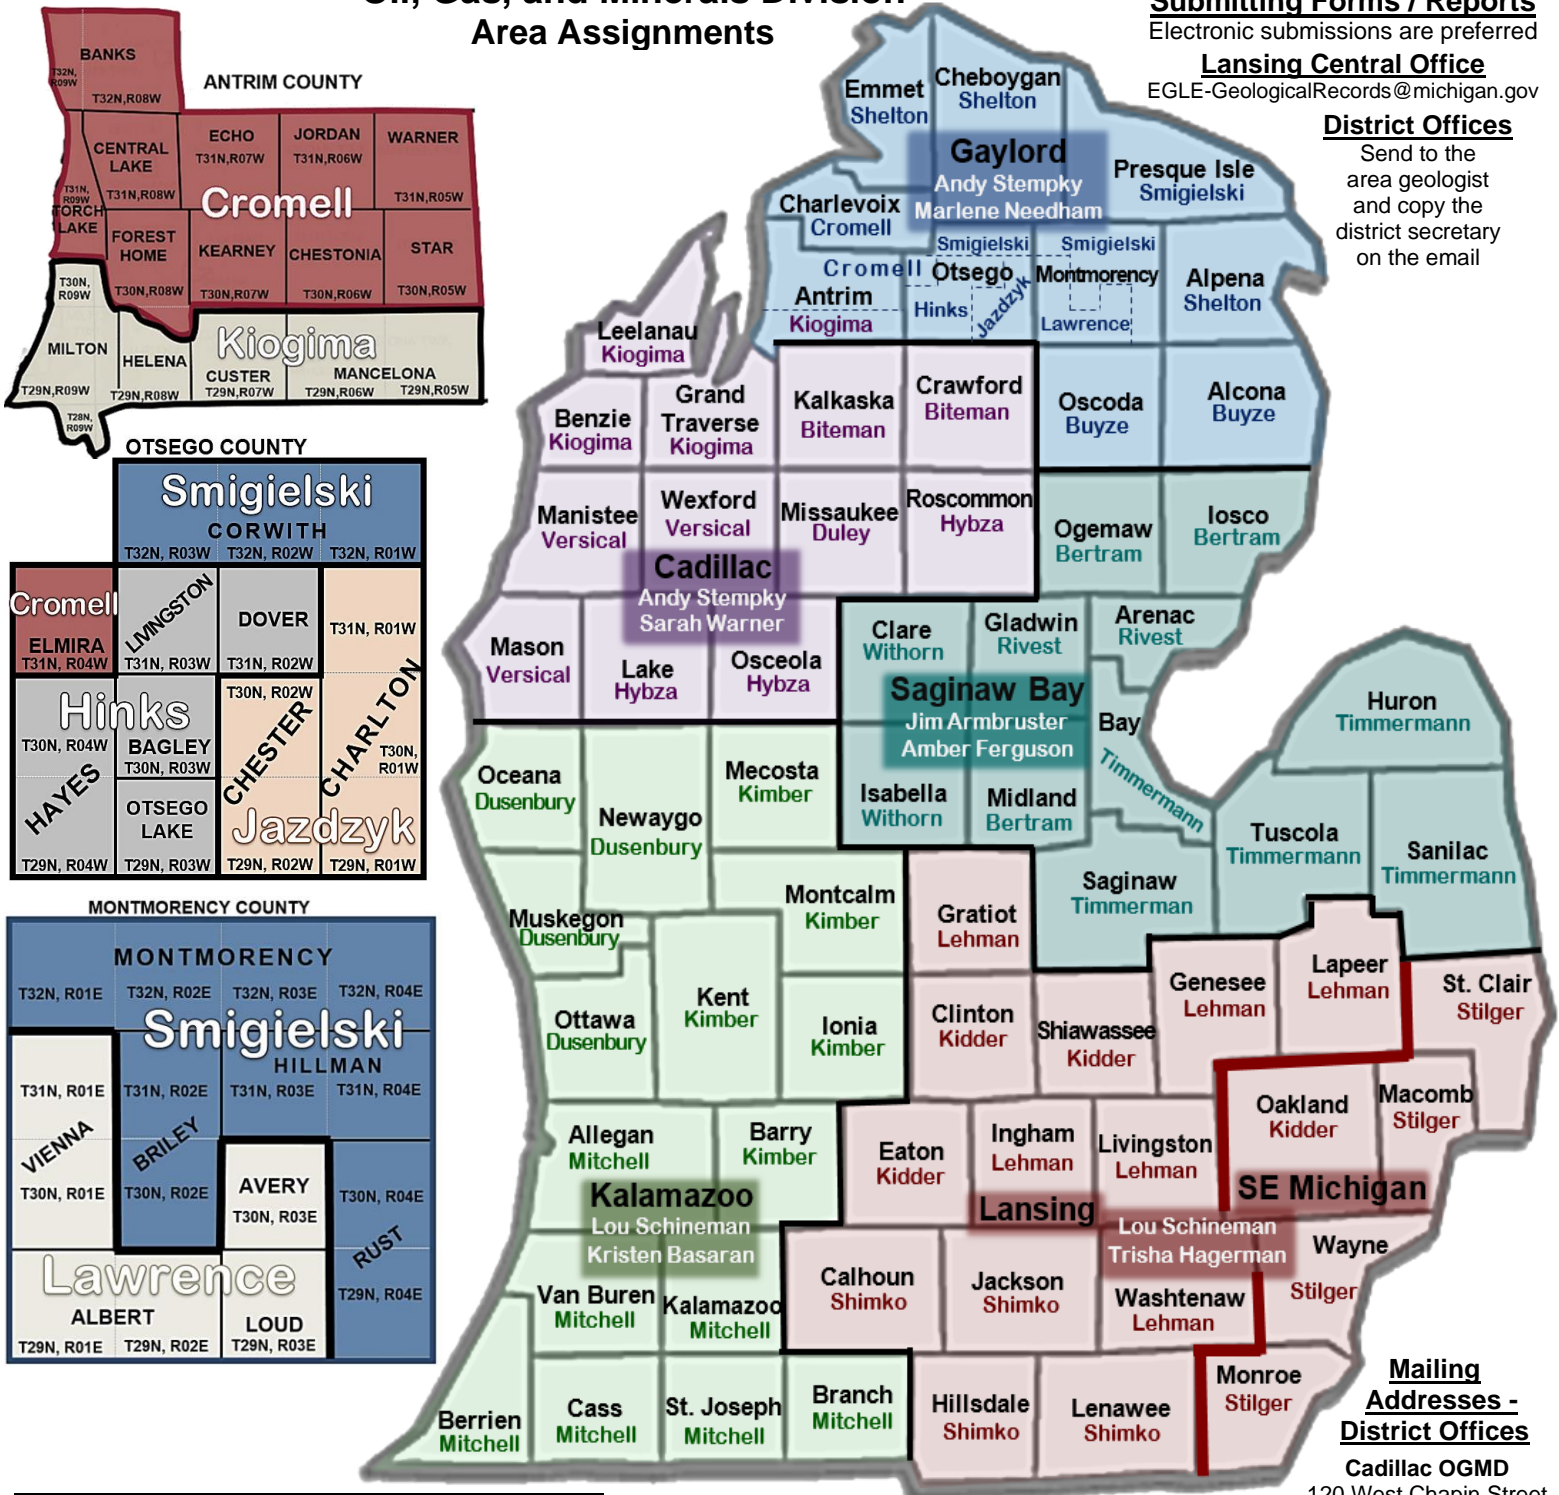 Oil, Gas, and Minerals Division
Area Assignments
Submitting Forms / Reports
Electronic submissions are preferred
Lansing Central Office
EGLE-GeologicalRecords@michigan.gov
District Offices
Send to the
area geologist
and copy the
district secretary
on the email
ANTRIM COUNTY
BANKS
T32N,
R09W
T32N,R08W
CENTRAL
LAKE
T31N,R08W
ECHO
T31N,R07W
JORDAN
T31N,R06W
WARNER
T31N,R05W
Cromell
T31N,
R09W
TORCH
LAKE
FOREST
HOME
T30N,R08W
KEARNEY
T30N,R07W
CHESTONIA
T30N,R06W
STAR
T30N,R05W
T30N,
R09W
MILTON
T29N,R09W
T28N,
R09W
HELENA
T29N,R08W
Kiogima
CUSTER
T29N,R07W
MANCELONA
T29N,R06W
T29N,R05W
OTSEGO COUNTY
Smigielski
CORWITH
T32N, R03W
T32N, R02W
T32N, R01W
Cromell
ELMIRA
T31N, R04W
LIVINGSTON
T31N, R03W
DOVER
T31N, R02W
T31N, R01W
Hinks
T30N, R04W
HAYES
T29N, R04W
BAGLEY
T30N, R03W
OTSEGO
LAKE
T29N, R03W
T30N, R02W
CHESTER
T29N, R02W
CHARLTON
T30N,
R01W
Jazdzyk
T29N, R01W
MONTMORENCY COUNTY
MONTMORENCY
T32N, R01E
T32N, R02E
T32N, R03E
T32N, R04E
Smigielski
HILLMAN
T31N, R01E
T31N, R02E
T31N, R03E
T31N, R04E
VIENNA
T30N, R01E
BRILEY
T30N, R02E
AVERY
T30N, R03E
T30N, R04E
RUST
T29N, R04E
Lawrence
ALBERT
T29N, R01E
T29N, R02E
LOUD
T29N, R03E
Emmet
Shelton
Cheboygan
Shelton
Gaylord
Andy Stempky
Marlene Needham
Presque Isle
Smigielski
Charlevoix
Cromell
Smigielski
Smigielski
Cromell
Antrim
Kiogima
Otsego
Hinks
Jazdzyk
Montmorency
Lawrence
Alpena
Shelton
Leelanau
Kiogima
Benzie
Kiogima
Grand
Traverse
Kiogima
Kalkaska
Biteman
Crawford
Biteman
Oscoda
Buyze
Alcona
Buyze
Manistee
Versical
Wexford
Versical
Missaukee
Duley
Roscommon
Hybza
Ogemaw
Bertram
Iosco
Bertram
Cadillac
Andy Stempky
Sarah Warner
Mason
Versical
Lake
Hybza
Osceola
Hybza
Clare
Withorn
Gladwin
Rivest
Arenac
Rivest
Saginaw Bay
Jim Armbruster
Amber Ferguson
Bay
Timmermann
Huron
Timmermann
Oceana
Dusenbury
Newaygo
Dusenbury
Mecosta
Kimber
Isabella
Withorn
Midland
Bertram
Tuscola
Timmermann
Sanilac
Timmermann
Muskegon
Dusenbury
Montcalm
Kimber
Gratiot
Lehman
Saginaw
Timmerman
Ottawa
Dusenbury
Kent
Kimber
Ionia
Kimber
Clinton
Kidder
Shiawassee
Kidder
Genesee
Lehman
Lapeer
Lehman
St. Clair
Stilger
Allegan
Mitchell
Barry
Kimber
Eaton
Kidder
Ingham
Lehman
Livingston
Lehman
Oakland
Kidder
Macomb
Stilger
Kalamazoo
Lou Schineman
Kristen Basaran
Lansing
SE Michigan
Lou Schineman
Trisha Hagerman
Wayne
Stilger
Van Buren
Mitchell
Kalamazoo
Mitchell
Calhoun
Shimko
Jackson
Shimko
Washtenaw
Lehman
Berrien
Mitchell
Cass
Mitchell
St. Joseph
Mitchell
Branch
Mitchell
Hillsdale
Shimko
Lenawee
Shimko
Monroe
Stilger
Mailing
Addresses -
District Offices
Cadillac OGMD
120 West Chapin Street